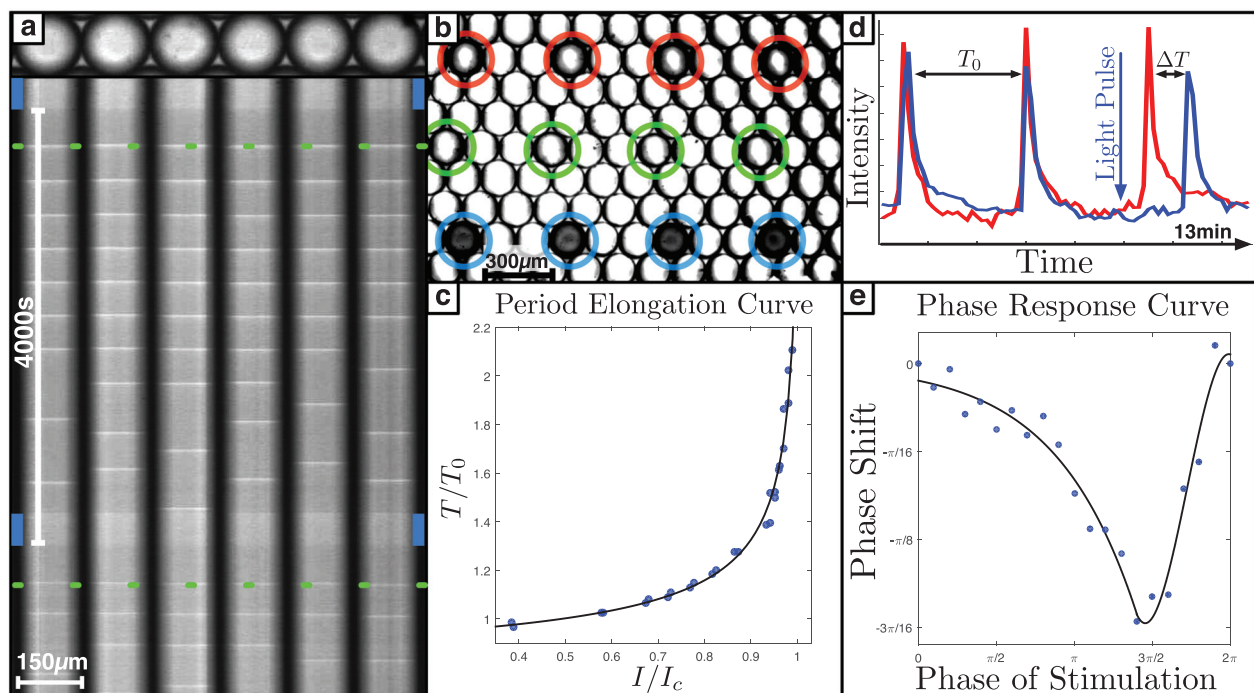 a
4000s
150μm
b
300μm
c
Period Elongation Curve
2.2
2
1.8
1.6
1.4
1.2
1
T/T₀
0.4
0.5
0.6
0.7
0.8
0.9
1
I/I_c
d
Intensity
T₀
Light Pulse
ΔT
13min
Time
e
Phase Response Curve
0
-π/16
-π/8
-3π/16
Phase Shift
0
π/2
π
3π/2
2π
Phase of Stimulation